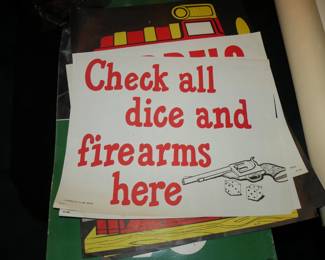 Check all
dice and
firearms
here